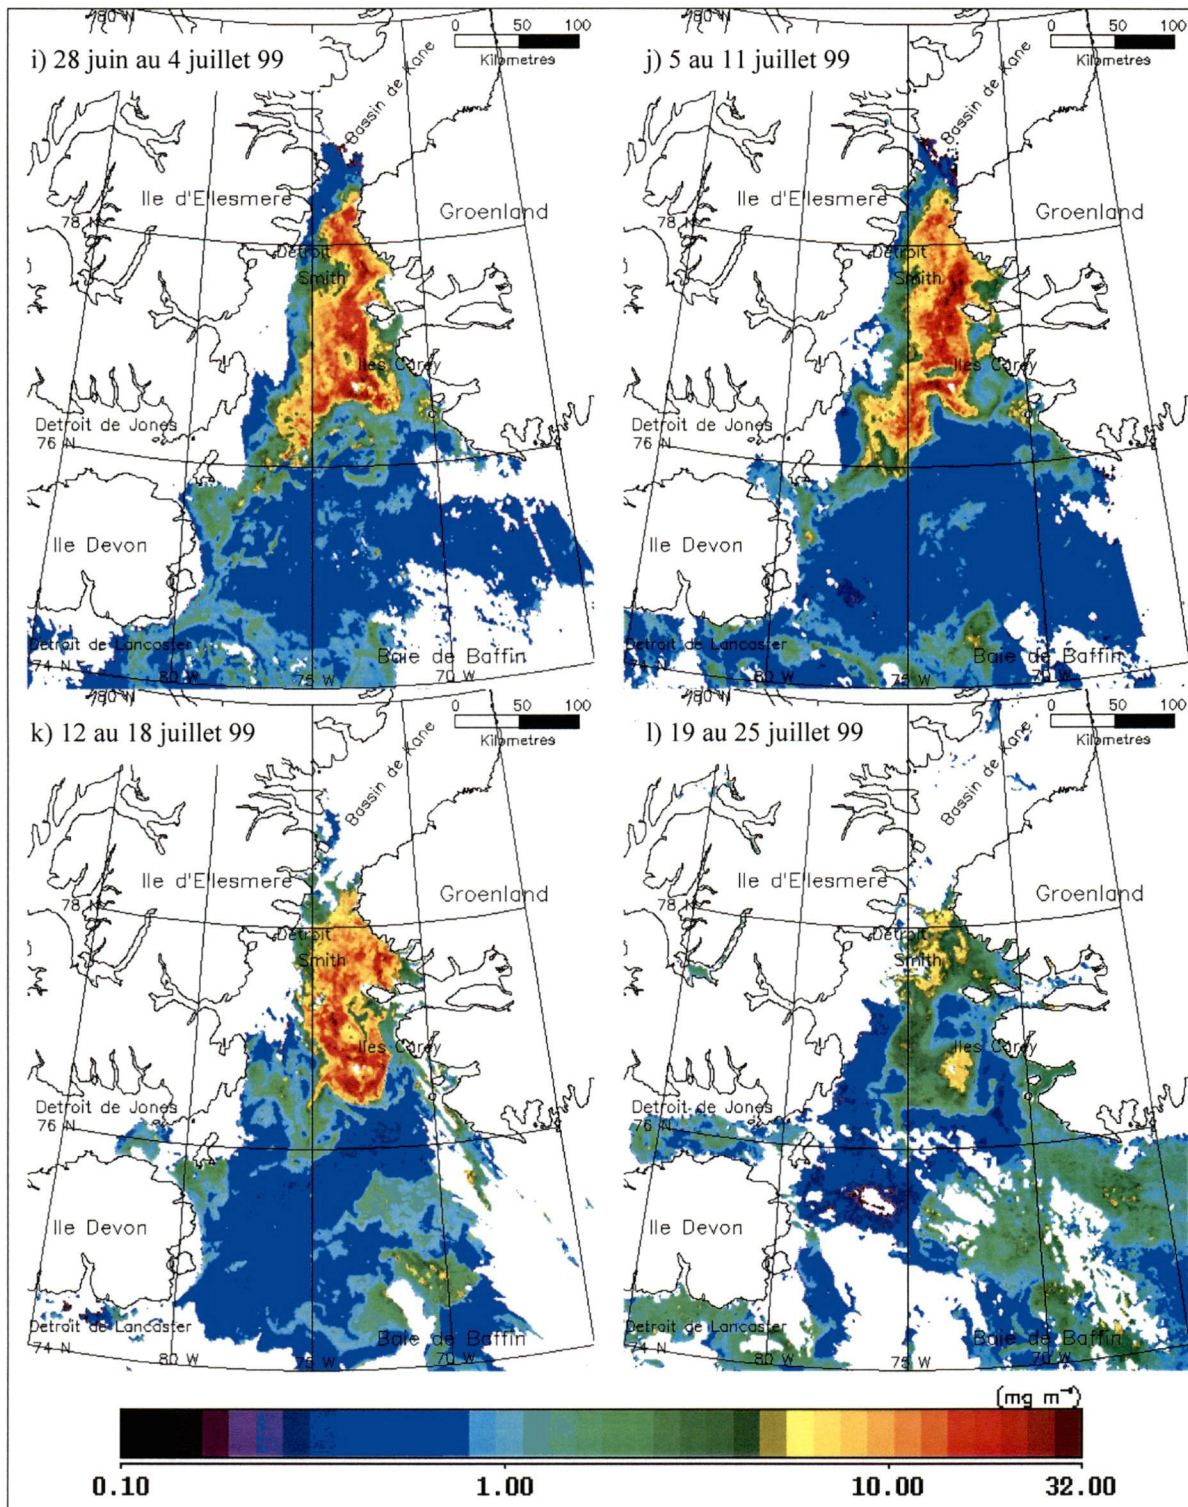 i) 28 juin au 4 juillet 99
0 50 100
Kilometres
Bassin de Kane
Ile d'Ellesmere
Groenland
78 N
Detroit
Smith
Iles Carey
Detroit de Jones
76 N
Ile Devon
Detroit de Lancaster
Baie de Baffin
74 N
80 W
75 W
70 W
j) 5 au 11 juillet 99
0 50 100
Kilometres
Bassin de Kane
Ile d'Ellesmere
Groenland
78 N
Detroit
Smith
Iles Carey
Detroit de Jones
76 N
Ile Devon
Detroit de Lancaster
Baie de Baffin
74 N
80 W
75 W
70 W
k) 12 au 18 juillet 99
0 50 100
Kilometres
Bassin de Kane
Ile d'Ellesmere
Groenland
78 N
Detroit
Smith
Iles Carey
Detroit de Jones
76 N
Ile Devon
Detroit de Lancaster
Baie de Baffin
74 N
80 W
75 W
70 W
l) 19 au 25 juillet 99
0 50 100
Kilometres
Bassin de Kane
Ile d'Ellesmere
Groenland
78 N
Detroit
Smith
Iles Carey
Detroit de Jones
76 N
Ile Devon
Detroit de Lancaster
Baie de Baffin
74 N
80 W
75 W
70 W
0.10 1.00 10.00 32.00